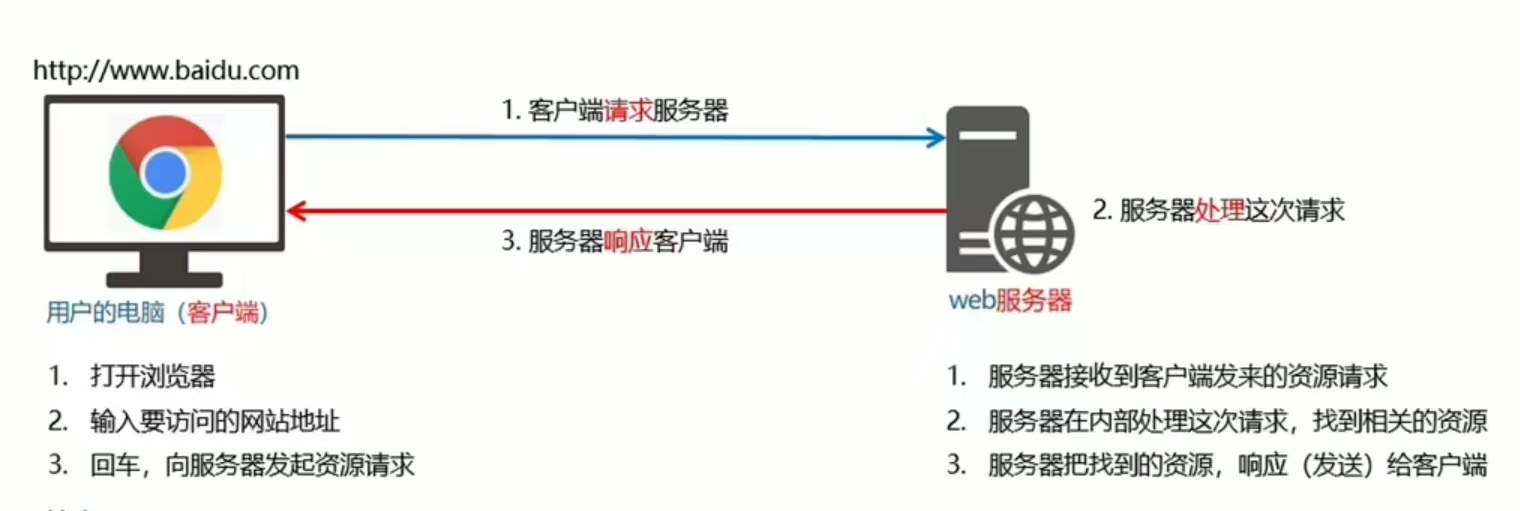 http://www.baidu.com
1. 客户端请求服务器
2. 服务器处理这次请求
3. 服务器响应客户端
用户的电脑（客户端）
web服务器
1. 打开浏览器
2. 输入要访问的网站地址
3. 回车，向服务器发起资源请求
1. 服务器接收到客户端发来的资源请求
2. 服务器在内部处理这次请求，找到相关的资源
3. 服务器把找到的资源，响应（发送）给客户端